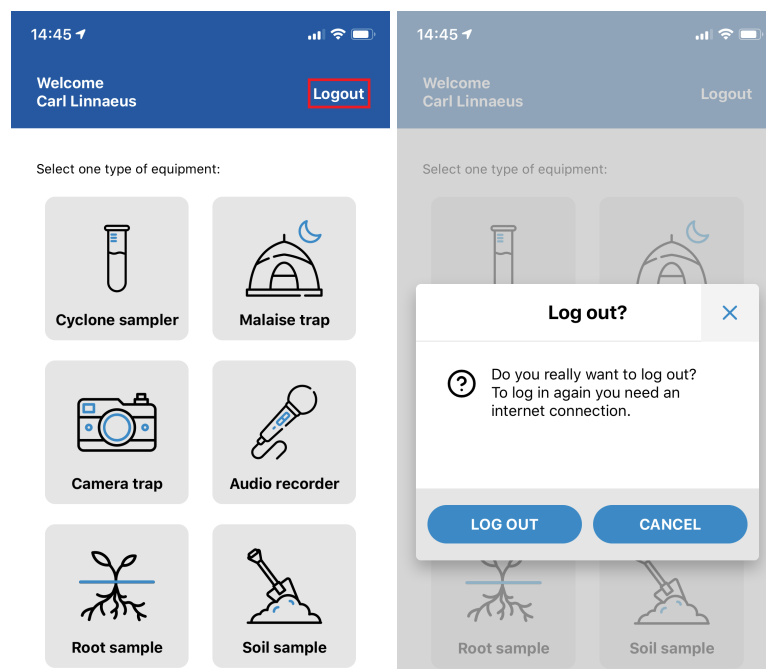 14:45
Welcome
Carl Linnaeus
Logout
Select one type of equipment:
Cyclone sampler
Malaise trap
Camera trap
Audio recorder
Root sample
Soil sample
14:45
Welcome
Carl Linnaeus
Logout
Select one type of equipment:
Log out?
Do you really want to log out?
To log in again you need an
internet connection.
LOG OUT
CANCEL
Root sample
Soil sample